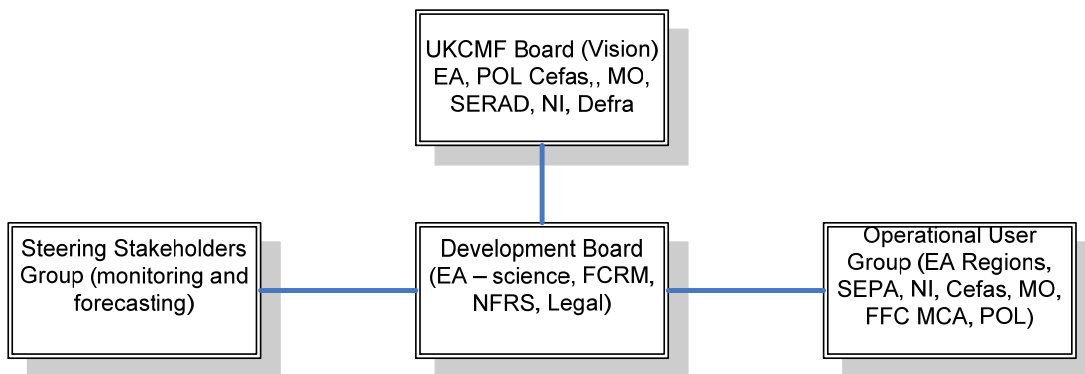 UKCMF Board (Vision)
EA, POL Cefas,, MO,
SERAD, NI, Defra
Steering Stakeholders
Group (monitoring and
forecasting)
Development Board
(EA – science, FCRM,
NFRS, Legal)
Operational User
Group (EA Regions,
SEPA, NI, Cefas, MO,
FFC MCA, POL)